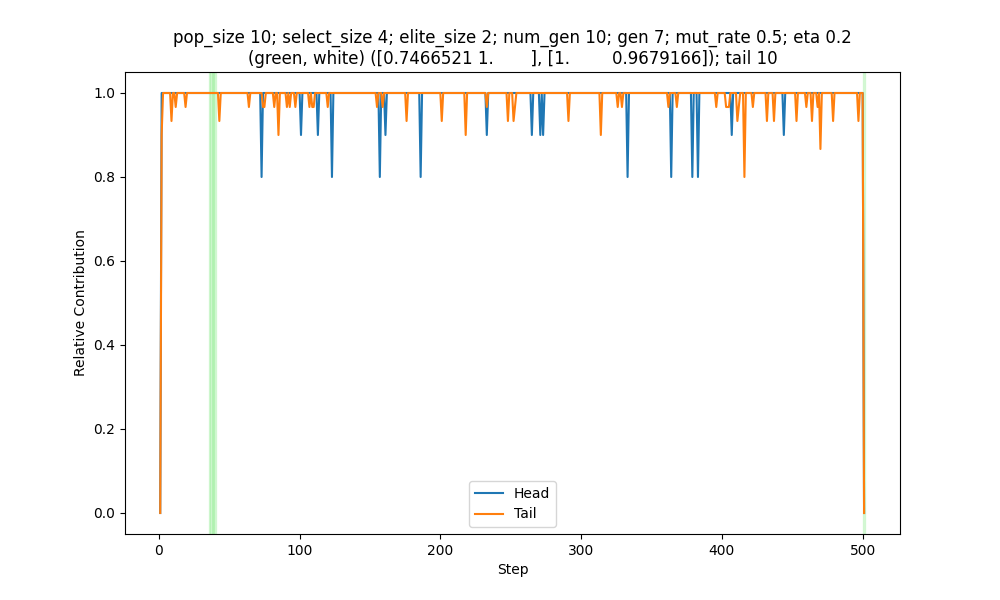 pop_size 10; select_size 4; elite_size 2; num_gen 10; gen 7; mut_rate 0.5; eta 0.2
(green, white) ([0.7466521 1.        ], [1.        0.9679166]); tail 10
1.0
0.8
0.6
0.4
0.2
0.0
Relative Contribution
Head
Tail
0 100 200 300 400 500
Step